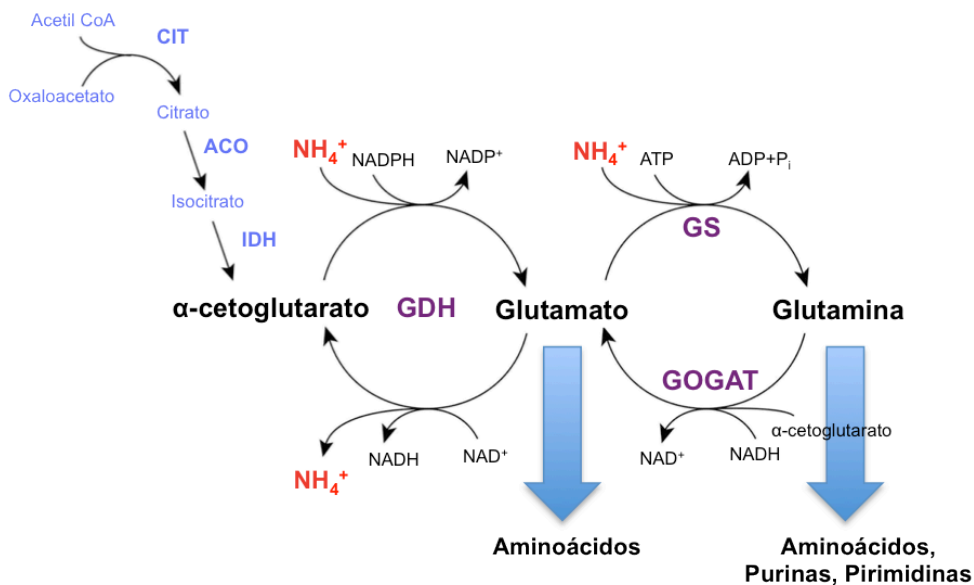 Acetil CoA
CIT
Oxaloacetato
Citrato
ACO
Isocitrato
IDH
NH₄⁺
NADPH
NADP⁺
NH₄⁺
ATP
ADP+Pᵢ
GS
α-cetoglutarato
GDH
Glutamato
Glutamina
GOGAT
NH₄⁺
NADH
NAD⁺
NAD⁺
NADH
α-cetoglutarato
Aminoácidos
Aminoácidos,
Purinas, Pirimidinas